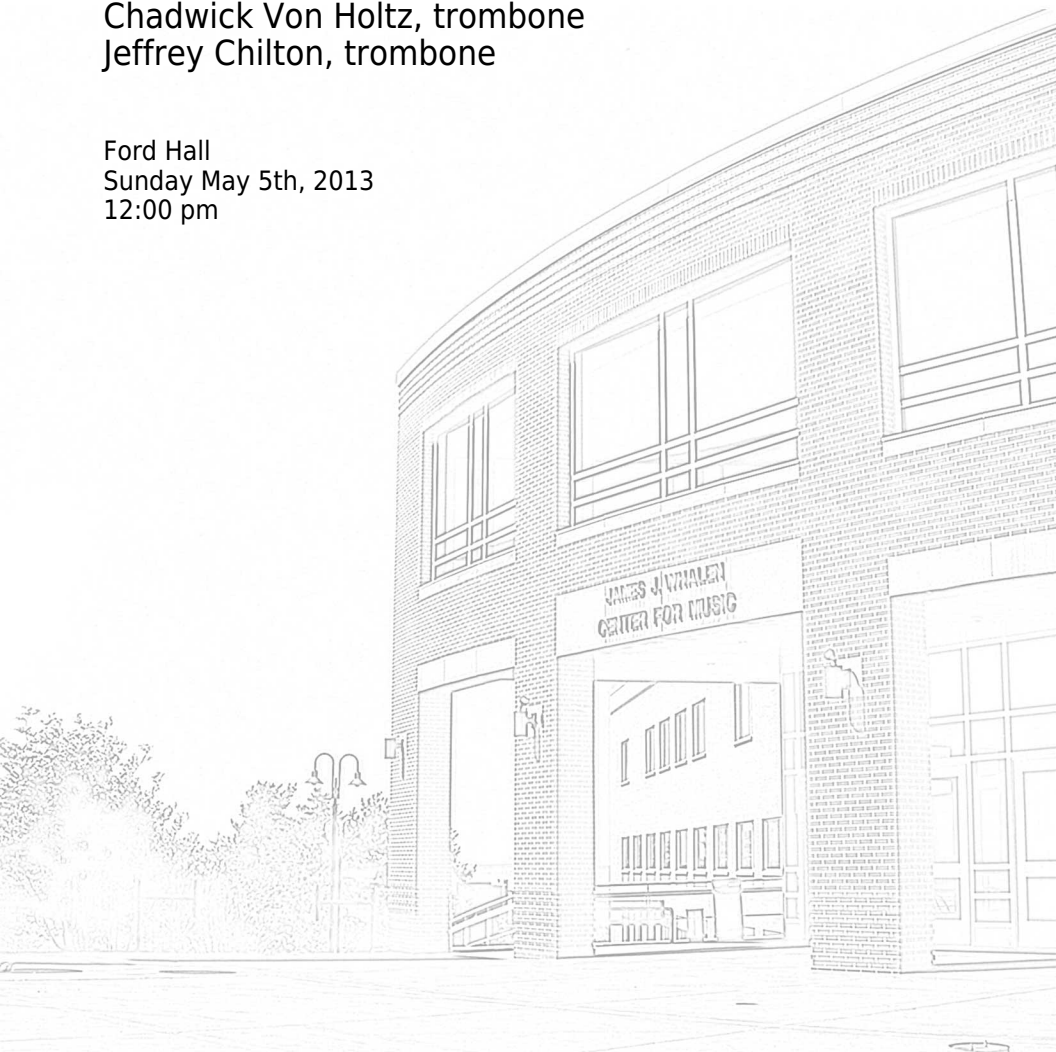 Chadwick Von Holtz, trombone
Jeffrey Chilton, trombone
Ford Hall
Sunday May 5th, 2013
12:00 pm
JAMES J. WHALEN
CENTER FOR MUSIC